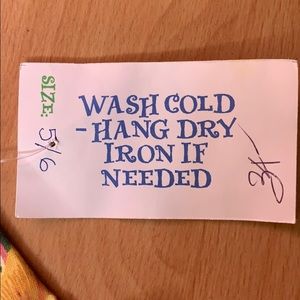 SIZE: 5/6
WASH COLD
-HANG DRY
IRON IF
NEEDED